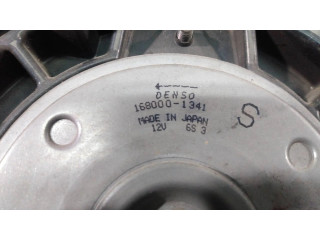 DENSO
168000-1341
MADE IN JAPAN
12V 6S 3
S